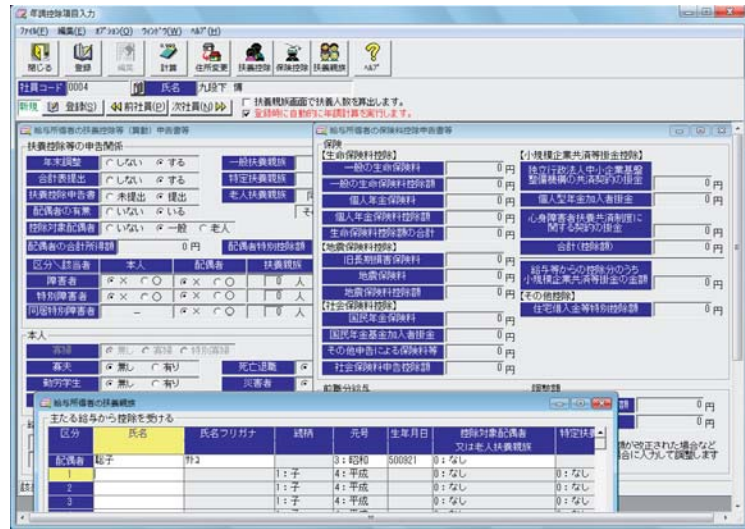 年調控除項目入力
ファイル(F) 編集(E) オプション(O) ウィンドウ(W) ヘルプ(H)
閉じる 登録 計算 住所変更 扶養控除 保険控除 扶養親族 ヘルプ
社員コード 0004 氏名 九段下 博
新規 登録(S) 前社員(P) 次社員(N) 扶養親族画面で扶養人数を算出します。
登録時に自動的に年調計算を実行します。
給与所得者の扶養控除等(異動)申告書等
扶養控除等の申告関係
年末調整 しない する 一般扶養親族
合計表提出 しない する 特定扶養親族
扶養控除申告書 未提出 提出 老人扶養親族 同
配偶者の有無 いない いる そ
控除対象配偶者 いない 一般 老人
配偶者の合計所得額 0 円 配偶者特別控除額
区分＼該当者 本人 配偶者 扶養親族
障害者 × ○ × ○ 0 人
特別障害者 × ○ × ○ 0 人
同居特別障害者 － × ○ 0 人
本人
寡婦 無し 寡婦 特別寡婦
寡夫 無し 有り 死亡退職
勤労学生 無し 有り 災害者
給与所得者の保険料控除申告書
保険
【生命保険料控除】
一般の生命保険料 0 円
一般の生命保険料控除額 0 円
個人年金保険料 0 円
個人年金保険料控除額 0 円
生命保険料控除額の合計 0 円
【地震保険料控除】
旧長期損害保険料 0 円
地震保険料 0 円
地震保険料控除額 0 円
【社会保険料控除】
国民年金保険料 0 円
国民年金基金加入者掛金 0 円
その他申告による保険料等 0 円
社会保険料申告控除額 0 円
【小規模企業共済等掛金控除】
独立行政法人中小企業基盤
整備機構の共済契約の掛金 0 円
個人型年金加入者掛金 0 円
心身障害者扶養共済制度に
関する契約の掛金 0 円
合計(控除額) 0 円
給与等からの控除分のうち
小規模企業共済等掛金の金額 0 円
【その他控除】
住宅借入金等特別控除額 0 円
前職分給与 調整額
額 0 円
額が改正された場合など
場合に入力して調整します
給与所得者の扶養親族
主たる給与から控除を受ける
区分 氏名 氏名フリガナ 続柄 元号 生年月日 控除対象配偶者 又は老人扶養親族 特定扶
配偶者 聡子 サトコ 3：昭和 500921 0：なし
1 1：子 4：平成 0：なし 0：なし
2 1：子 4：平成 0：なし 0：なし
3 1：子 4：平成 0：なし 0：なし